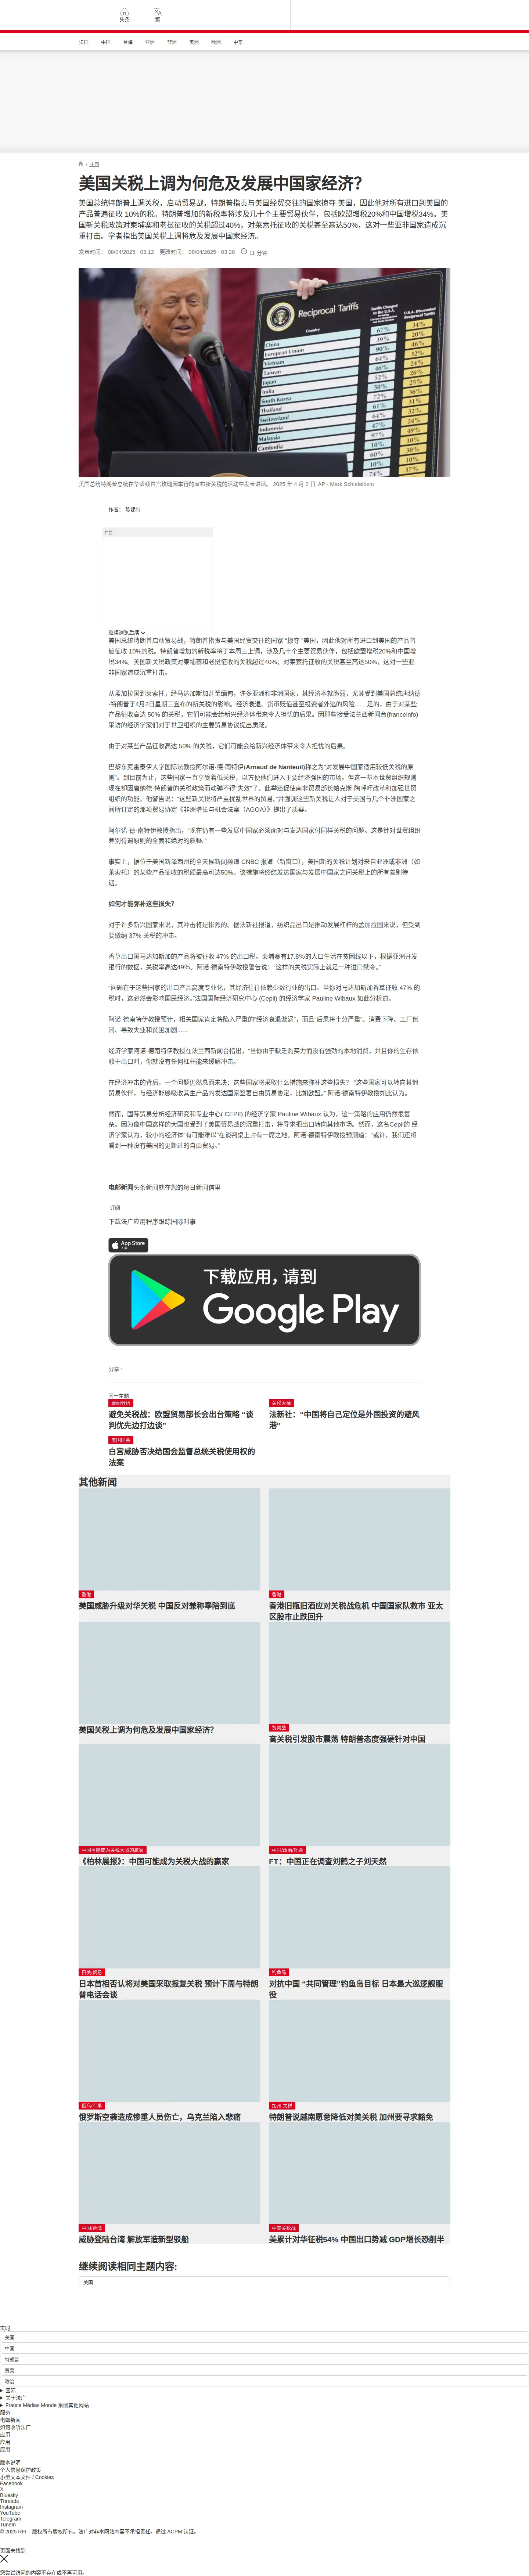 头条
繁
法国
中国
台海
亚洲
非洲
美洲
欧洲
中东
/ 中国
美国关税上调为何危及发展中国家经济？
美国总统特朗普上调关税，启动贸易战，特朗普指责与美国经贸交往的国家掠夺 美国，因此他对所有进口到美国的
产品普遍征收 10%的税。特朗普增加的新税率将涉及几十个主要贸易伙伴，包括欧盟增税20%和中国增税34%。美
国新关税政策对柬埔寨和老挝征收的关税超过40%，对莱索托征收的关税甚至高达50%，这对一些亚非国家造成沉
重打击。学者指出美国关税上调将危及发展中国家经济。
发表时间： 08/04/2025 - 03:12 更改时间： 08/04/2025 - 03:28 11 分钟
Reciprocal Tariffs
Country
China
European Union
Vietnam
Taiwan
Japan
India
South Korea
Thailand
Switzerland
Indonesia
Malaysia
Cambodia
67%
34%
20%
46%
32%
24%
26%
25%
36%
31%
32%
24%
49%
10%
30%
10%
美国总统特朗普总统在华盛顿白宫玫瑰园举行的宣布新关税的活动中发表讲话。 2025 年 4 月 2 日 AP - Mark Schiefelbein
作者： 珍妮特
广告
继续浏览后续
美国总统特朗普启动贸易战，特朗普指责与美国经贸交往的国家 “掠夺 ”美国，因此他对所有进口到美国的产品普
遍征收 10%的税。特朗普增加的新税率将于本周三上调，涉及几十个主要贸易伙伴，包括欧盟增税20%和中国增
税34%。美国新关税政策对柬埔寨和老挝征收的关税超过40%，对莱索托征收的关税甚至高达50%，这对一些亚
非国家造成沉重打击。
从孟加拉国到莱索托，经马达加斯加甚至缅甸，许多亚洲和非洲国家，其经济本就脆弱，尤其受到美国总统唐纳德
·特朗普于4月2日星期三宣布的新关税的影响。经济衰退、货币贬值甚至投资者外逃的风险...... 是的，由于对某些
产品征收高达 50% 的关税，它们可能会给新兴经济体带来令人担忧的后果。因那些接受法兰西新闻台(franceinfo)
采访的经济学家们对于世卫组织的主要贸易协议提出质疑。
由于对某些产品征收高达 50% 的关税，它们可能会给新兴经济体带来令人担忧的后果。
巴黎东克雷泰伊大学国际法教授阿尔诺-德·南特伊(Arnaud de Nanteuil)称之为“对发展中国家适用较低关税的原
则”。到目前为止，这些国家一直享受着低关税，以方便他们进入主要经济强国的市场。但这一基本世贸组织规则
现在却因唐纳德·特朗普的关税政策而动弹不得“失效”了。此举还促使南非贸易部长帕克斯·陶呼吁改革和加强世贸
组织的功能。他警告说：“这些新关税将严重扰乱世界的贸易。”并强调这些新关税让人对于美国与几个非洲国家之
间所订定的那项贸易协定《非洲增长与机会法案（AGOA）》提出了质疑。
阿尔诺·德·南特伊教授指出，“现在仍有一些发展中国家必须面对与发达国家付同样关税的问题。这是针对世贸组织
差别待遇原则的全面和绝对的质疑。”
事实上，据位于美国新泽西州的全天候新闻频道 CNBC 报道（新窗口），美国新的关税计划对来自亚洲或非洲（如
莱索托）的某些产品征收的税额最高可达50%。该措施将终结发达国家与发展中国家之间关税上的所有差别待
遇。
如何才能弥补这些损失?
对于许多新兴国家来说，其冲击将是惨烈的。据法新社报道，纺织品出口是推动发展杠杆的孟加拉国来说，但受到
要缴纳 37% 关税的冲击。
香草出口国马达加斯加的产品将被征收 47% 的出口税。柬埔寨有17.8％的人口生活在贫困线以下，根据亚洲开发
银行的数据，关税率高达49%。阿诺·德南特伊教授警告说：“这样的关税实际上就是一种进口禁令。”
“问题在于这些国家的出口产品高度专业化，其经济往往依赖少数行业的出口。当你对马达加斯加香草征收 47% 的
税时，这必然会影响国民经济。”法国国际经济研究中心 (Cepii) 的经济学家 Pauline Wibaux 如此分析道。
阿诺·德南特伊教授预计，相关国家肯定将陷入严重的“经济衰退漩涡”，而且“后果将十分严重”。消费下降、工厂倒
闭、导致失业和贫困加剧......
经济学家阿诺·德南特伊教授在法兰西新闻台指出，“当你由于缺乏购买力而没有强劲的本地消费，并且你的生存依
赖于出口时，你就没有任何杠杆能来缓解冲击。”
在经济冲击的背后，一个问题仍然悬而未决：这些国家将采取什么措施来弥补这些损失？ “这些国家可以转向其他
贸易伙伴，与经济能够吸收其生产品的发达国家签署自由贸易协定，比如欧盟。” 阿诺·德南特伊教授如此认为。
然而，国际贸易分析经济研究和专业中心( CEPII) 的经济学家 Pauline Wibaux 认为，这一策略的应用仍然很复
杂。因为像中国这样的大国也受到了美国贸易战的沉重打击，将寻求把出口转向其他市场。然而，这名Cepii的 经
济学家认为，较小的经济体“有可能难以”在谈判桌上占有一席之地。阿诺·德南特伊教授预测道：“或许，我们还将
看到一种没有美国的更新过的自由贸易。”
电邮新闻头条新闻就在您的每日新闻信里
订阅
下载法广应用程序跟踪国际时事
App Store
下载应用，请到
Google Play
分享 :
同一主题
要闻分析
避免关税战：欧盟贸易部长会出台策略 “谈
判优先边打边谈”
关税大棒
法新社：“中国将自己定位是外国投资的避风
港”
美国国会
白宫威胁否决给国会监督总统关税使用权的
法案
其他新闻
香港
美国威胁升级对华关税 中国反对兼称奉陪到底
香港
香港旧瓶旧酒应对关税战危机 中国国家队救市 亚太
区股市止跌回升
美国关税上调为何危及发展中国家经济？
贸易战
高关税引发股市震荡 特朗普态度强硬针对中国
中国可能成为关税大战的赢家
《柏林晨报》：中国可能成为关税大战的赢家
中国/政治/社会
FT：中国正在调查刘鹤之子刘天然
日美/贸易
日本首相否认将对美国采取报复关税 预计下周与特朗
普电话会谈
钓鱼岛
对抗中国 “共同管理”钓鱼岛目标 日本最大巡逻舰服
役
俄乌/军事
俄罗斯空袭造成惨重人员伤亡，乌克兰陷入悲痛
加州 关税
特朗普说越南愿意降低对美关税 加州要寻求豁免
中国/台湾
威胁登陆台湾 解放军造新型驳船
中美关税战
美累计对华征税54% 中国出口势减 GDP增长恐削半
继续阅读相同主题内容:
美国
实时
美国
中国
特朗普
贸易
政治
国际
关于法广
France Médias Monde 集团其他网站
服务
电邮新闻
如何收听法广
应用
应用
应用
版本说明
个人信息保护政策
小型文本文件 / Cookies
Facebook
X
Bluesky
Threads
Instagram
YouTube
Telegram
TuneIn
© 2025 RFI – 版权所有版权所有。法广对非本网站内容不承担责任。通过 ACPM 认证。
页面未找到
您尝试访问的内容不存在或不再可用。